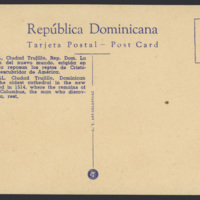 República Dominicana
Tarjeta Postal — Post Card
, Ciudad Trujillo, Rep. Dom. La
del nuevo mundo, erigida en
reposan los restos de Cristo
Descubridor de América.
Ciudad Trujillo, Dominican
the oldest cathedral in the new
in 1514, where the remains of
Columbus, the man who disco-
rest.